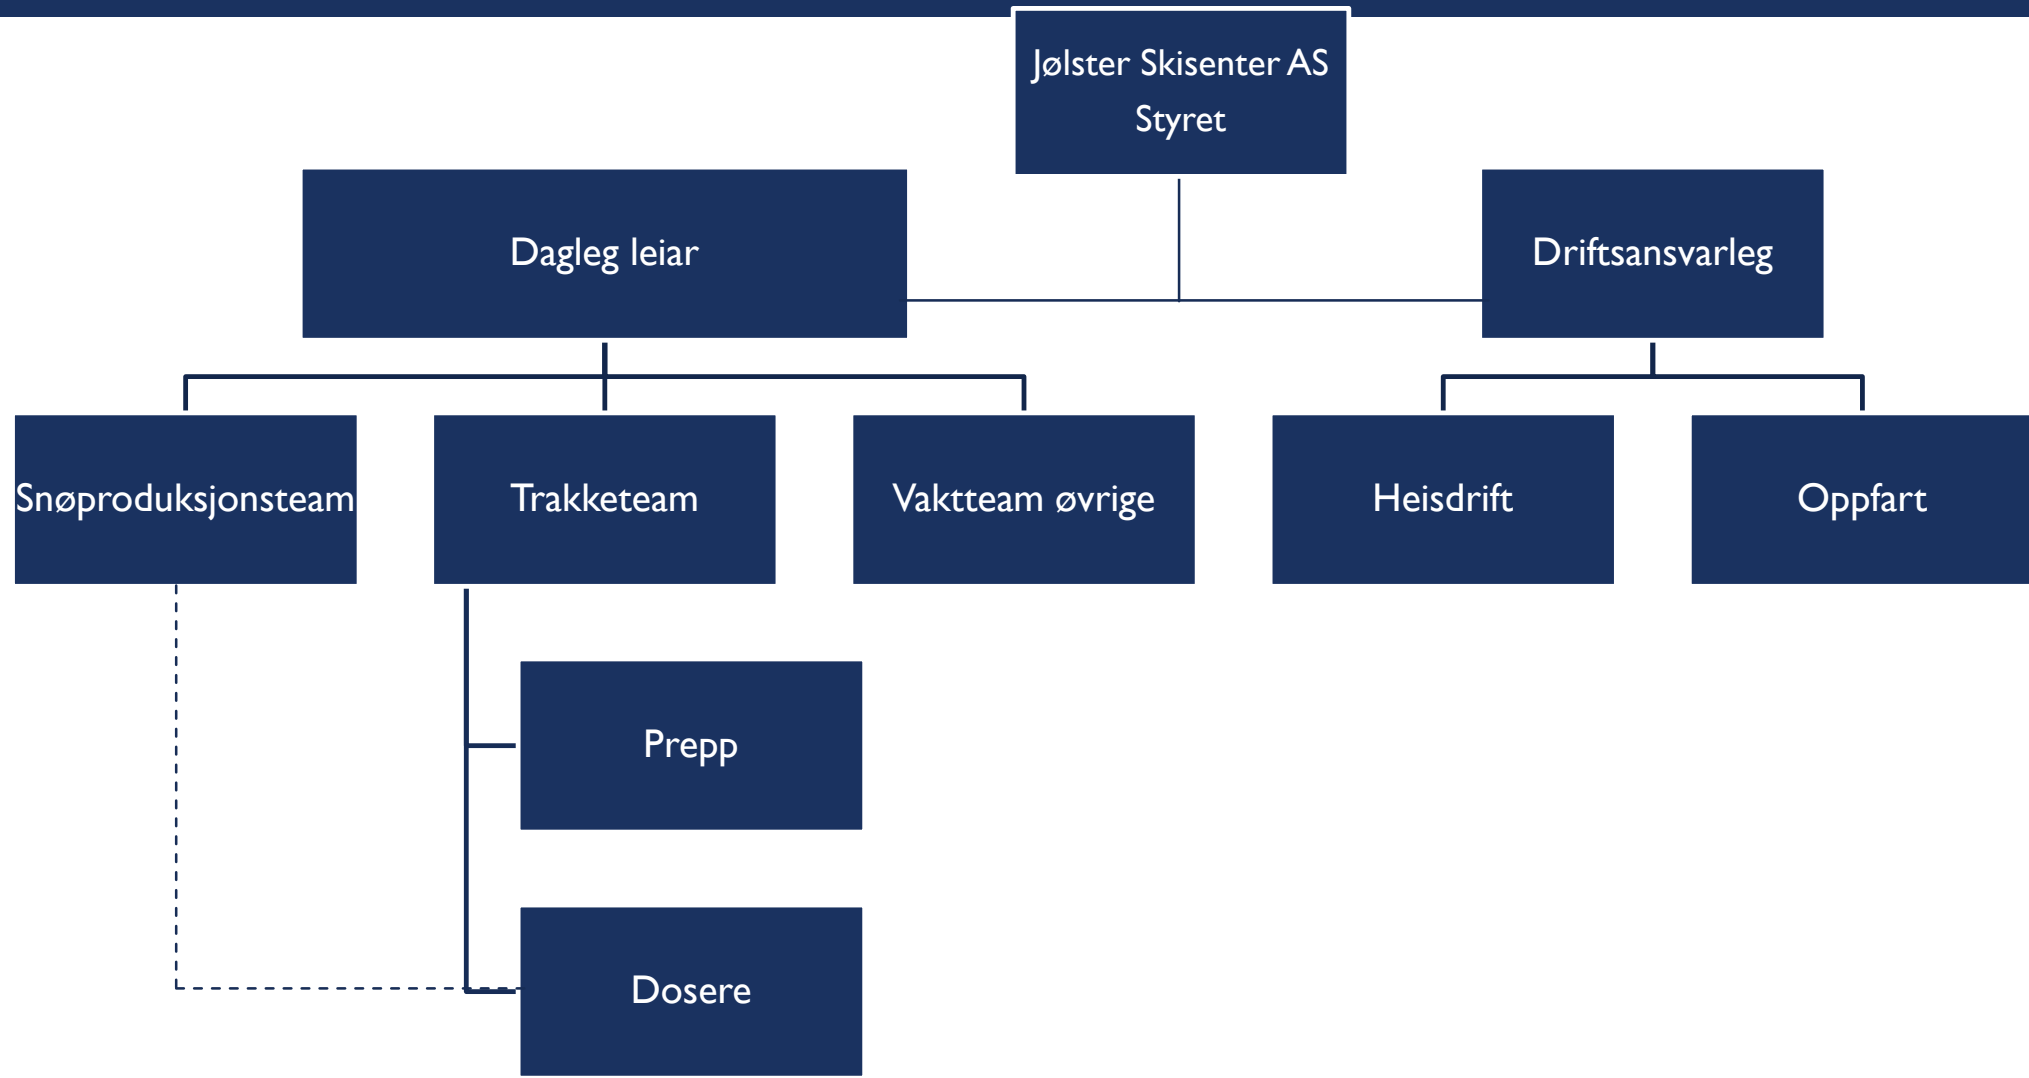 Jølster Skisenter AS
Styret
Dagleg leiar
Driftsansvarleg
Snøproduksjonsteam
Trakketeam
Vaktteam øvrige
Heisdrift
Oppfart
Prepp
Dosere